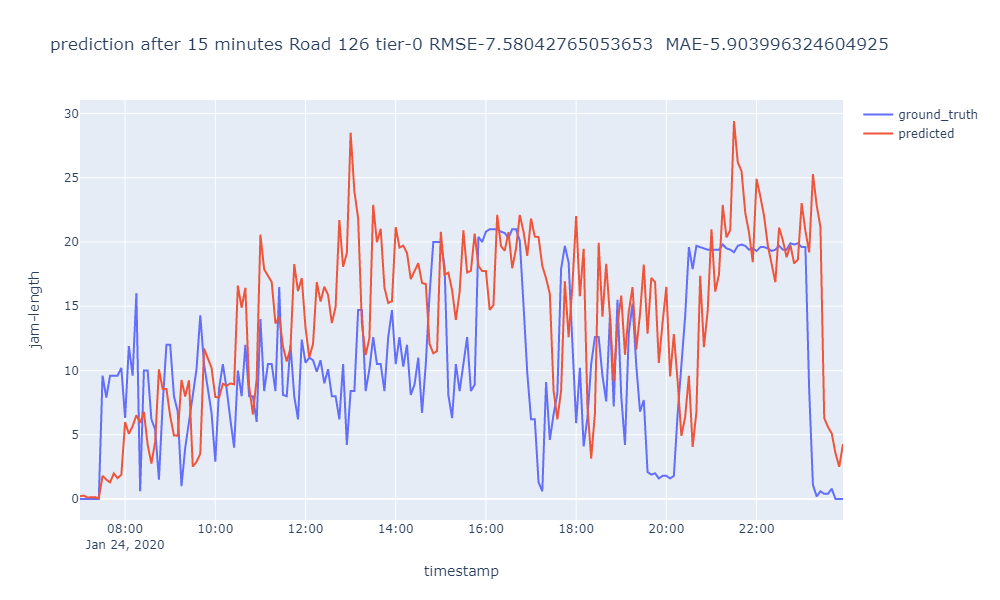 prediction after 15 minutes Road 126 tier-0 RMSE-7.58042765053653 MAE-5.903996324604925
ground_truth
predicted
30
25
20
15
10
5
0
jam-length
08:00 10:00 12:00 14:00 16:00 18:00 20:00 22:00
Jan 24, 2020
timestamp